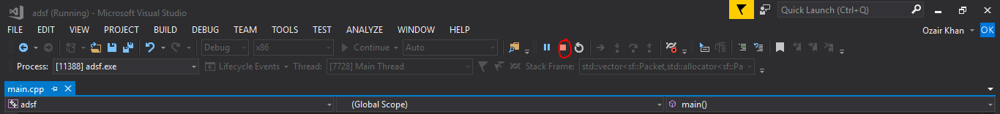 adsf (Running) - Microsoft Visual Studio
Quick Launch (Ctrl+Q)
FILE EDIT VIEW PROJECT BUILD DEBUG TEAM TOOLS TEST ANALYZE WINDOW HELP
Ozair Khan OK
Debug x86 Continue Auto
Process: [11388] adsf.exe Lifecycle Events Thread: [7728] Main Thread Stack Frame: std::vector<sf::Packet,std::allocator<sf::Pa
main.cpp
adsf (Global Scope) main()